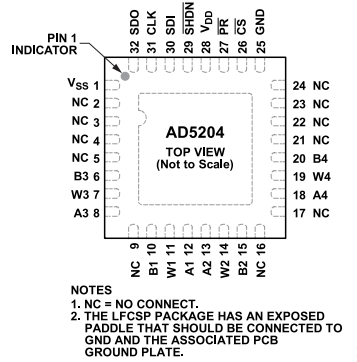 PIN 1
INDICATOR
32 SDO
31 CLK
30 SDI
29 SHDN
28 VDD
27 PR
26 CS
25 GND
VSS 1
NC 2
NC 3
NC 4
NC 5
B3 6
W3 7
A3 8
AD5204
TOP VIEW
(Not to Scale)
24 NC
23 NC
22 NC
21 NC
20 B4
19 W4
18 A4
17 NC
NC 9
B1 10
W1 11
A1 12
A2 13
W2 14
B2 15
NC 16
NOTES
1. NC = NO CONNECT.
2. THE LFCSP PACKAGE HAS AN EXPOSED
PADDLE THAT SHOULD BE CONNECTED TO
GND AND THE ASSOCIATED PCB
GROUND PLATE.